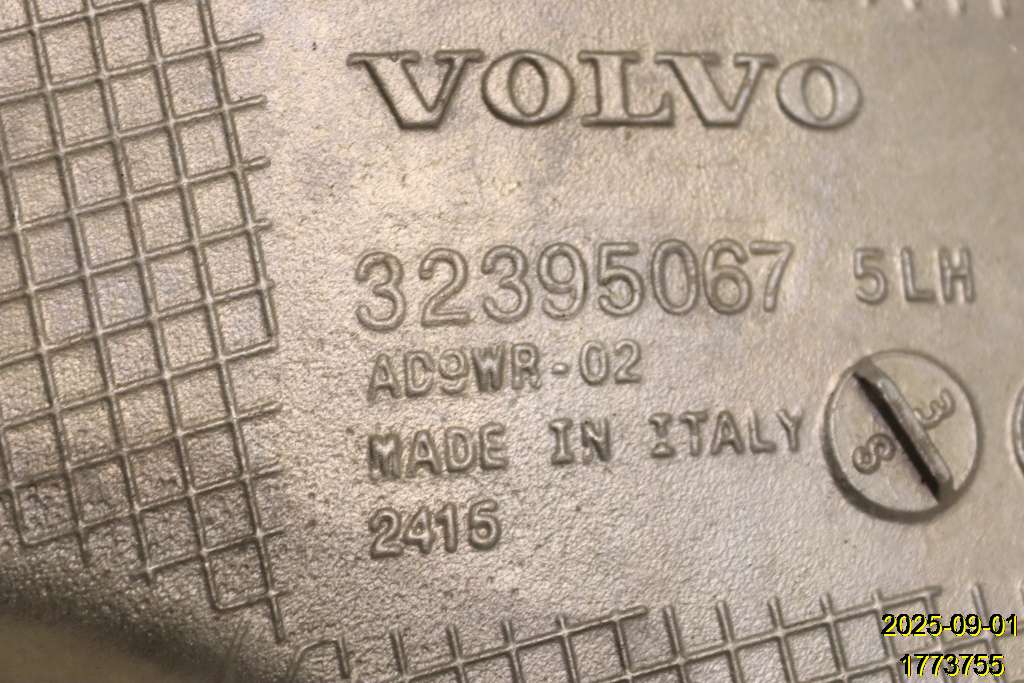 VOLVO
32395067 5LH
AD9WR-02
MADE IN ITALY
2415
2025-09-01
1773755